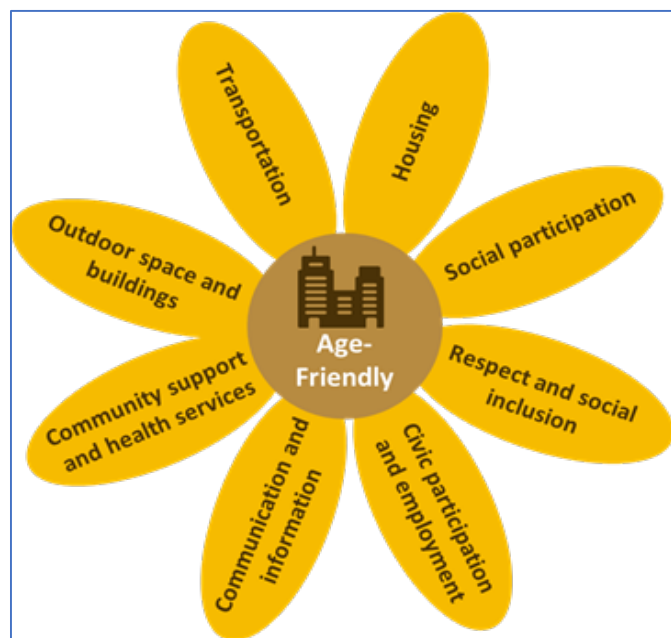 Transportation
Housing
Social participation
Respect and social
inclusion
Civic participation
and employment
Communication and
information
Community support
and health services
Outdoor space and
buildings
Age-
Friendly